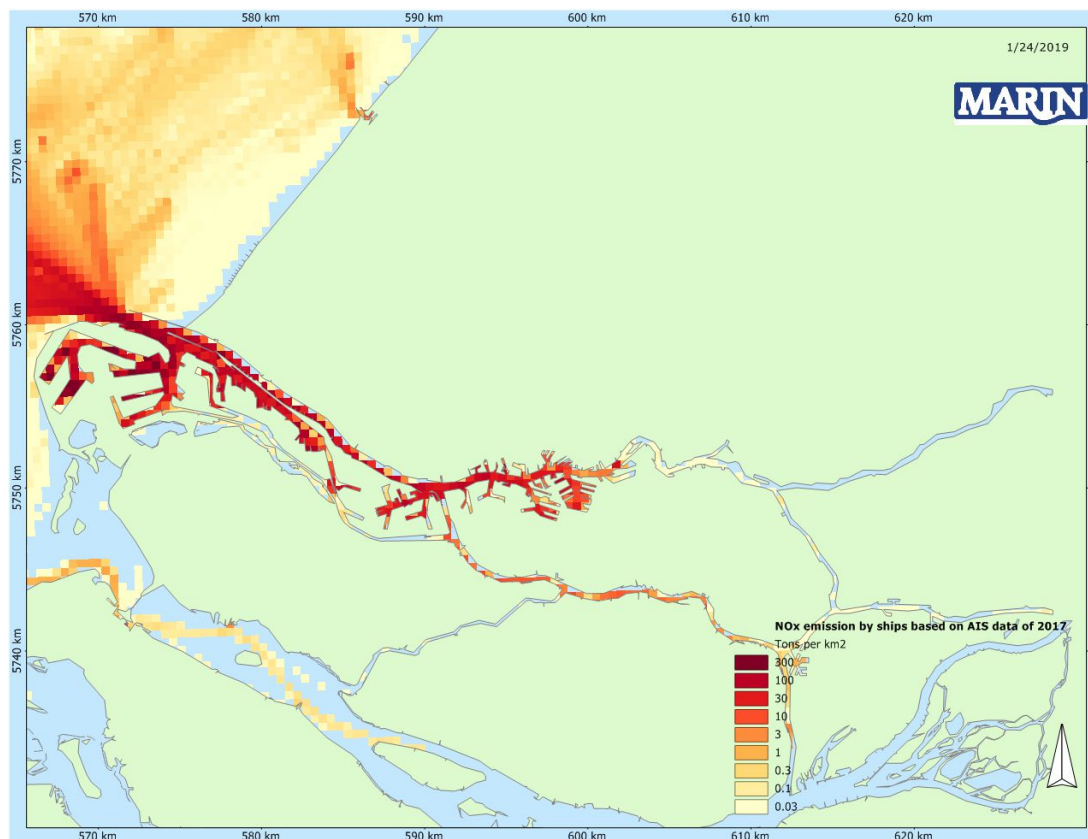 570 km 580 km 590 km 600 km 610 km 620 km
1/24/2019
MARIN
5770 km
5760 km
5750 km
5740 km
NOx emission by ships based on AIS data of 2017
Tons per km2
300
100
30
10
3
1
0.3
0.1
0.03
570 km 580 km 590 km 600 km 610 km 620 km